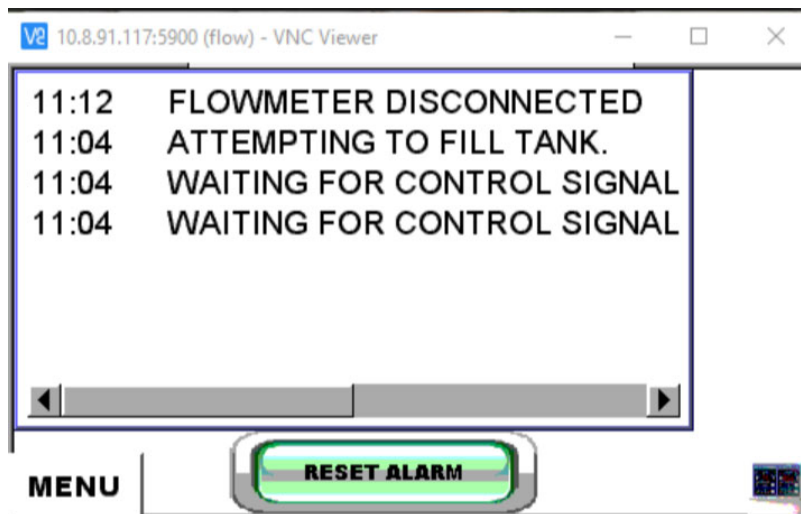 10.8.91.117:5900 (flow) - VNC Viewer
11:12 FLOWMETER DISCONNECTED
11:04 ATTEMPTING TO FILL TANK.
11:04 WAITING FOR CONTROL SIGNAL
11:04 WAITING FOR CONTROL SIGNAL
RESET ALARM
MENU